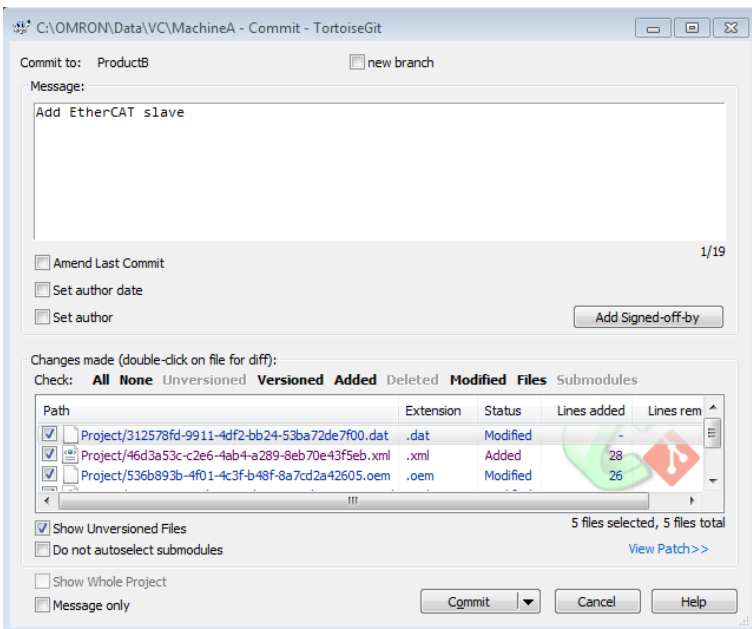 C:\OMRON\Data\VC\MachineA - Commit - TortoiseGit
Commit to: ProductB new branch
Message:
Add EtherCAT slave
1/19
Amend Last Commit
Set author date
Set author Add Signed-off-by
Changes made (double-click on file for diff):
Check: All None Unversioned Versioned Added Deleted Modified Files Submodules
Path Extension Status Lines added Lines rem
Project/312578fd-9911-4df2-bb24-53ba72de7f00.dat .dat Modified -
Project/46d3a53c-c2e6-4ab4-a289-8eb70e43f5eb.xml .xml Added 28
Project/536b893b-4f01-4c3f-b48f-8a7cd2a42605.oem .oem Modified 26
Show Unversioned Files 5 files selected, 5 files total
Do not autoselect submodules View Patch>>
Show Whole Project
Message only Commit Cancel Help